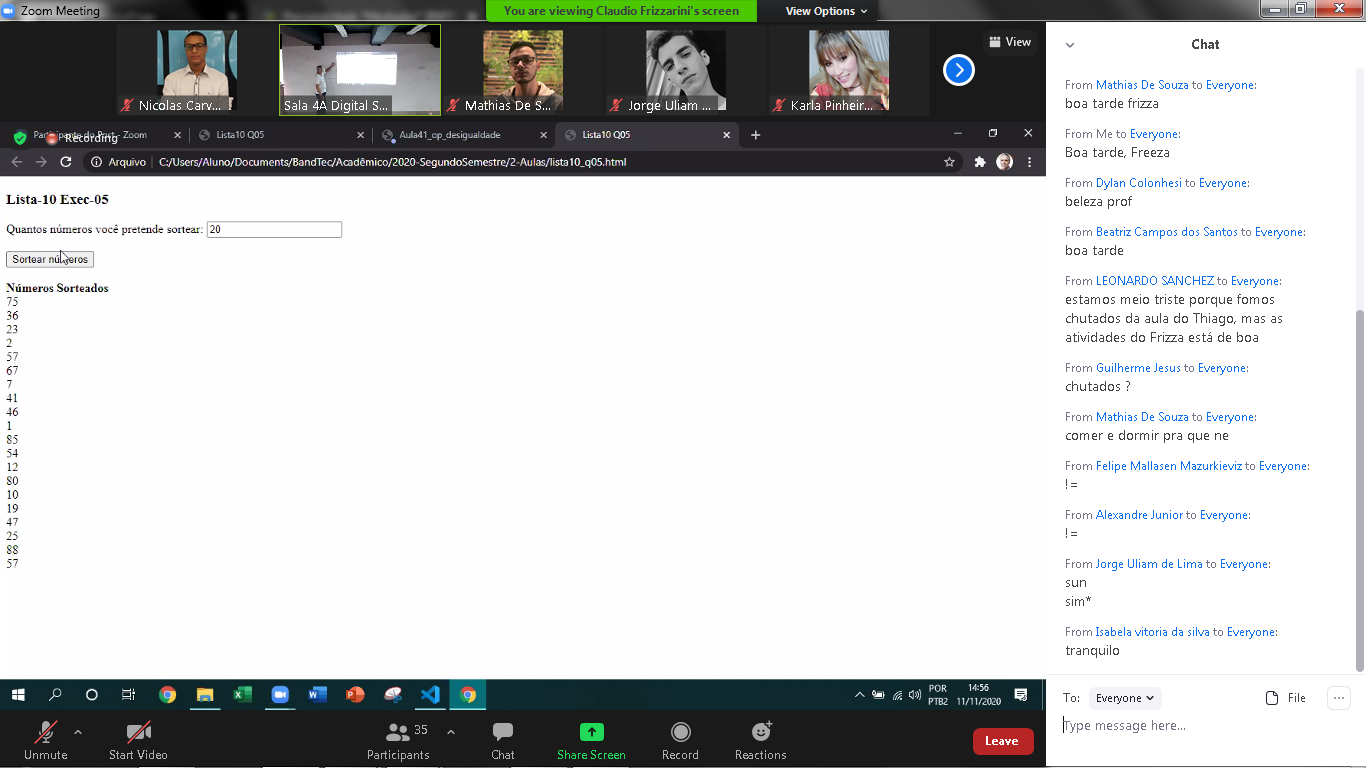 Zoom Meeting
You are viewing Claudio Frizzarini's screen
View Options
Nicolas Carv...
Sala 4A Digital S...
Mathias De S...
Jorge Uliam ...
Karla Pinheir...
View
Recording
Lista10 Q05
Aula41_op_desigualdade
Lista10 Q05
Arquivo
C:/Users/Aluno/Documents/BandTec/Acadêmico/2020-SegundoSemestre/2-Aulas/lista10_q05.html
Lista-10 Exec-05
Quantos números você pretende sortear: 20
Sortear números
Números Sorteados
75
36
23
2
57
67
7
41
46
1
85
54
12
80
10
19
47
25
88
57
POR
PTB2
14:56
11/11/2020
Unmute
Start Video
35
Participants
Chat
Share Screen
Record
Reactions
Leave
Chat
From Mathias De Souza to Everyone:
boa tarde frizza
From Me to Everyone:
Boa tarde, Freeza
From Dylan Colonhesi to Everyone:
beleza prof
From Beatriz Campos dos Santos to Everyone:
boa tarde
From LEONARDO SANCHEZ to Everyone:
estamos meio triste porque fomos
chutados da aula do Thiago, mas as
atividades do Frizza está de boa
From Guilherme Jesus to Everyone:
chutados ?
From Mathias De Souza to Everyone:
comer e dormir pra que ne
From Felipe Mallasen Mazurkieviz to Everyone:
!=
From Alexandre Junior to Everyone:
!=
From Jorge Uliam de Lima to Everyone:
sun
sim*
From Isabela vitoria da silva to Everyone:
tranquilo
To: Everyone
File
Type message here...